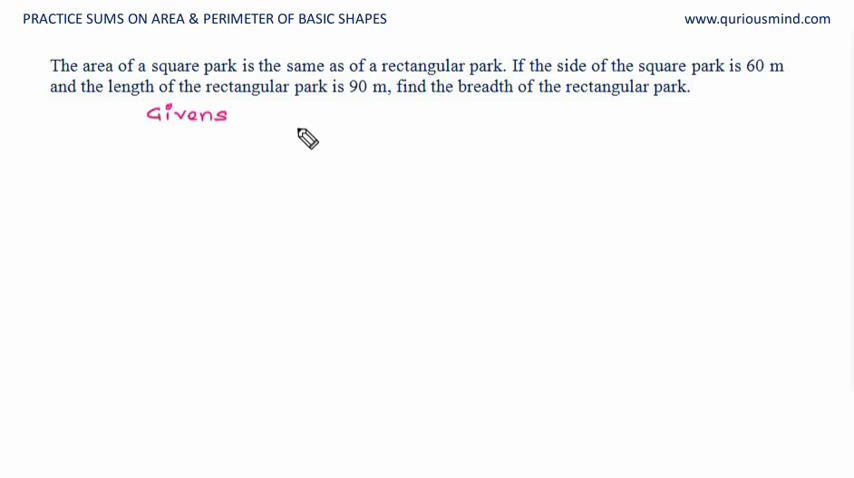 PRACTICE SUMS ON AREA & PERIMETER OF BASIC SHAPES
www.quriousmind.com
The area of a square park is the same as of a rectangular park. If the side of the square park is 60 m
and the length of the rectangular park is 90 m, find the breadth of the rectangular park.
Givens